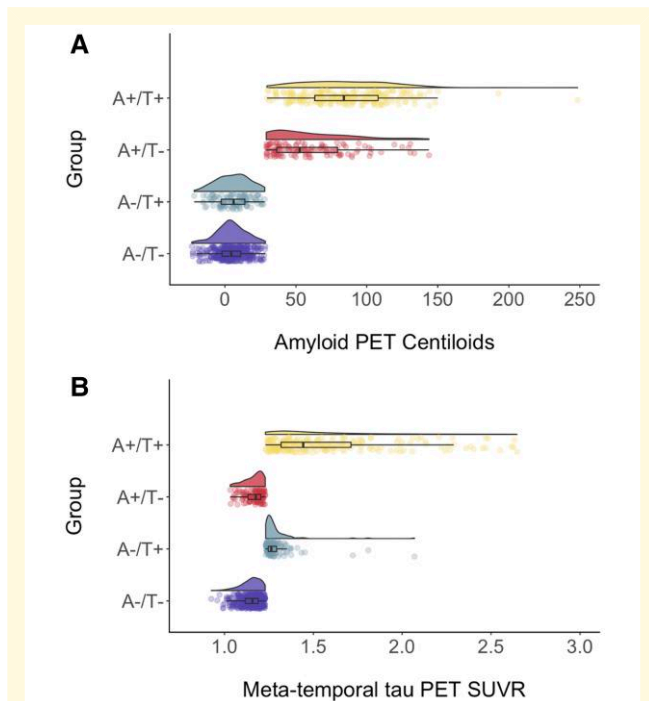 A
Group
A+/T+
A+/T-
A-/T+
A-/T-
0 50 100 150 200 250
Amyloid PET Centiloids
B
Group
A+/T+
A+/T-
A-/T+
A-/T-
1.0 1.5 2.0 2.5 3.0
Meta-temporal tau PET SUVR